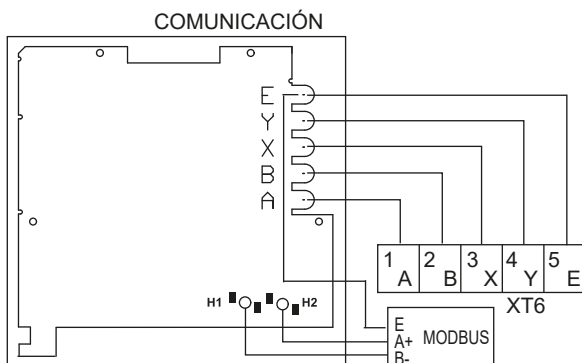 COMUNICACIÓN
E
Y
X
B
A
H1 H2
1 2 3 4 5
A B X Y E
XT6
E
A+ MODBUS
B-